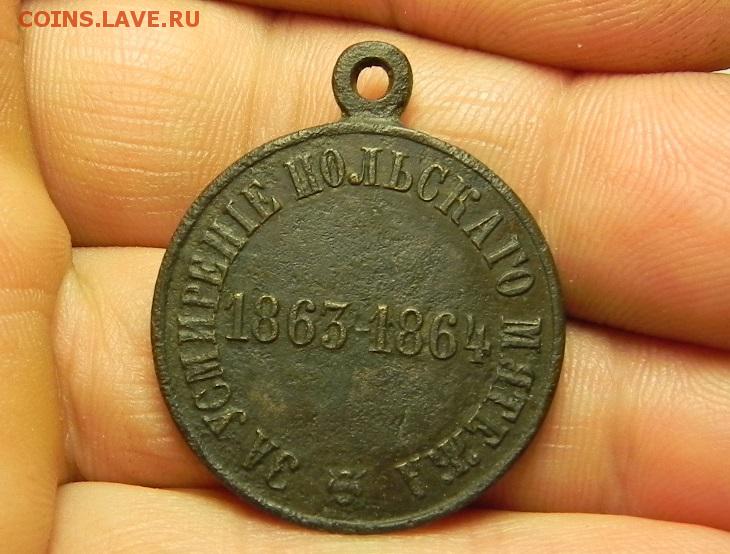 COINS.LAVE.RU
ЗА УСМИРЕНІЕ ПОЛЬСКАГО МЯТЕЖА
1863-1864